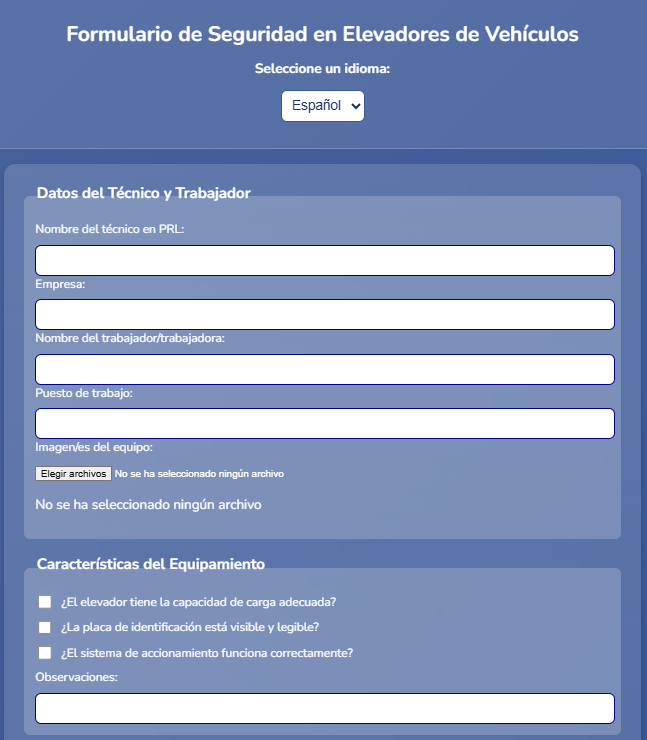 Formulario de Seguridad en Elevadores de Vehículos
Seleccione un idioma:
Español
Datos del Técnico y Trabajador
Nombre del técnico en PRL:
Empresa:
Nombre del trabajador/trabajadora:
Puesto de trabajo:
Imagen/es del equipo:
Elegir archivos No se ha seleccionado ningún archivo
No se ha seleccionado ningún archivo
Características del Equipamiento
¿El elevador tiene la capacidad de carga adecuada?
¿La placa de identificación está visible y legible?
¿El sistema de accionamiento funciona correctamente?
Observaciones: